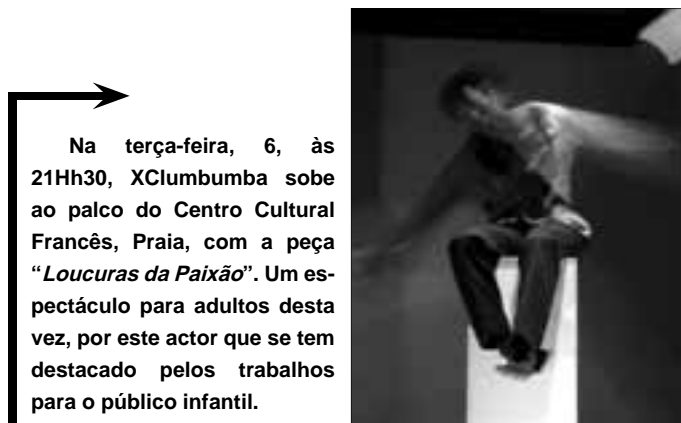 Na terça-feira, 6, às
21Hh30, XClumbumba sobe
ao palco do Centro Cultural
Francês, Praia, com a peça
“Loucuras da Paixão”. Um es-
pectáculo para adultos desta
vez, por este actor que se tem
destacado pelos trabalhos
para o público infantil.